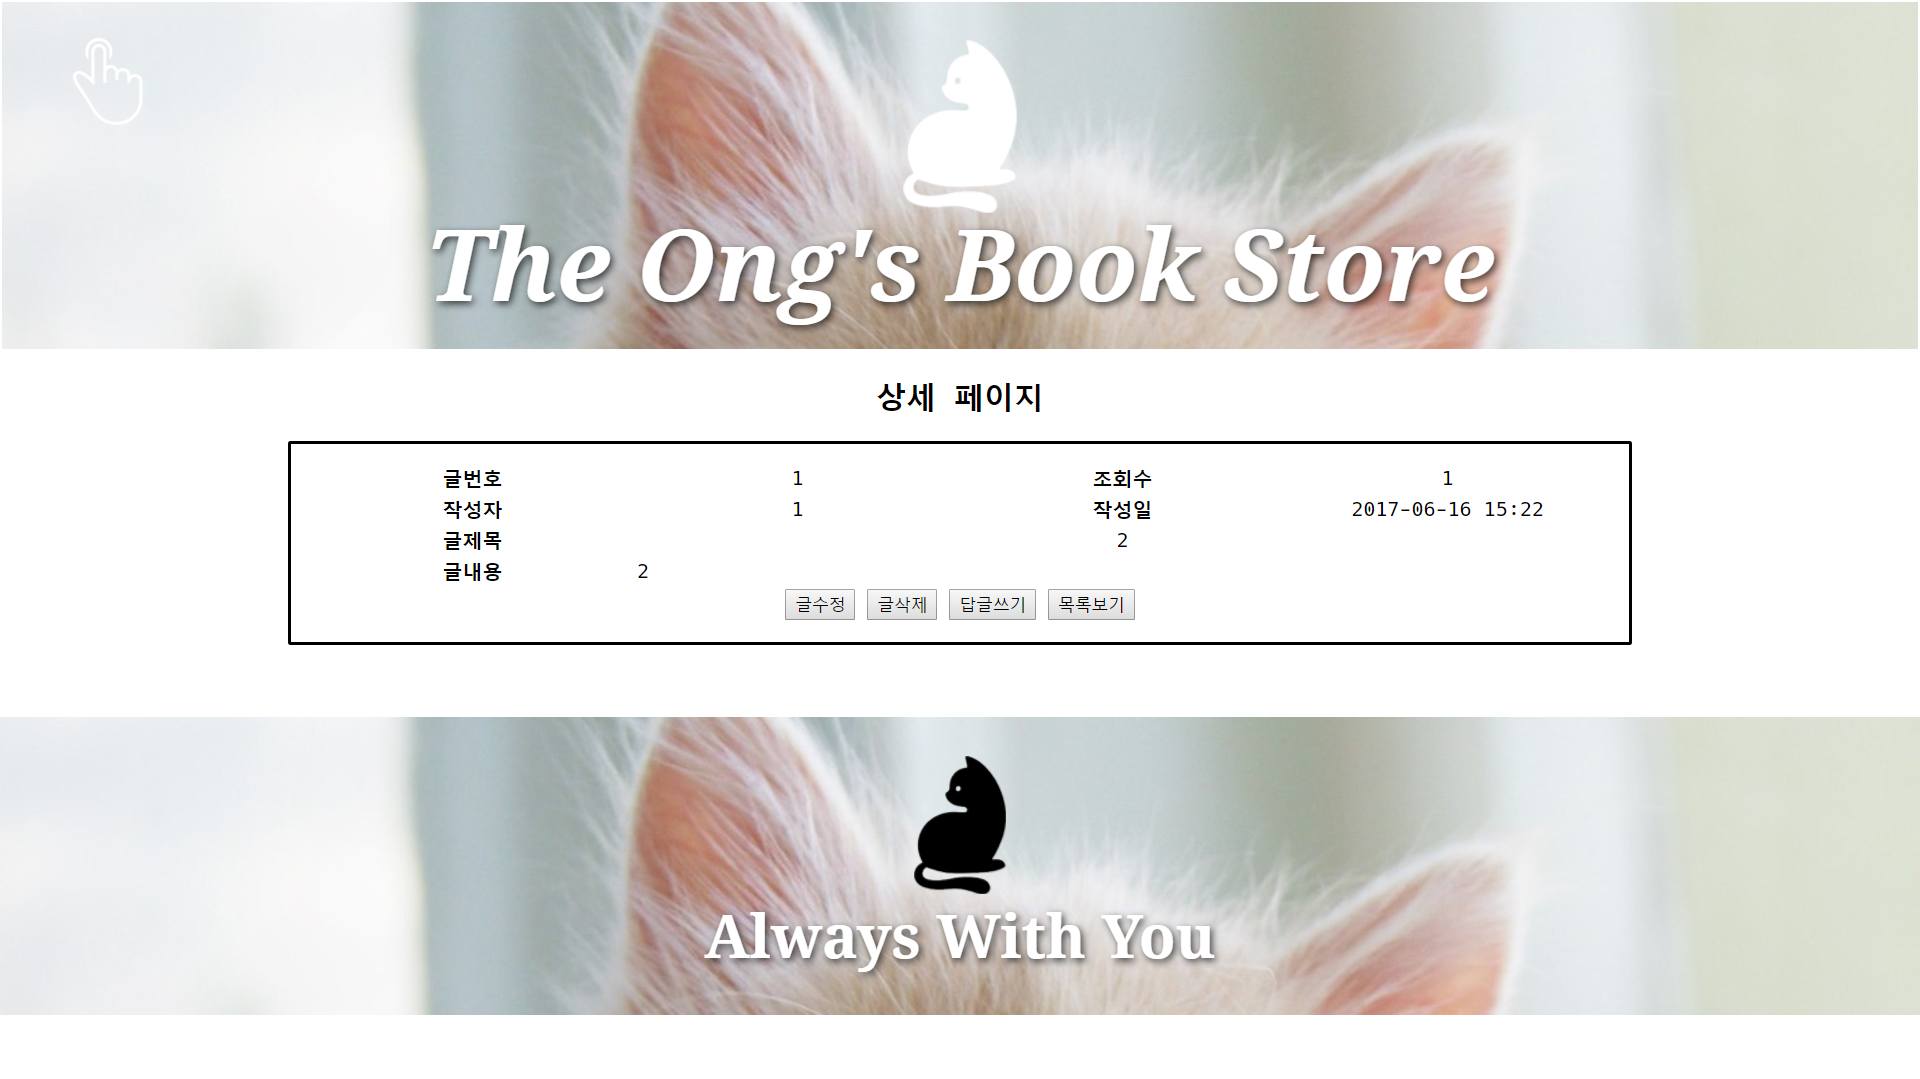 The Ong's Book Store
상세 페이지
글번호 1 조회수 1
작성자 1 작성일 2017-06-16 15:22
글제목 2
글내용 2
글수정 글삭제 답글쓰기 목록보기
Always With You